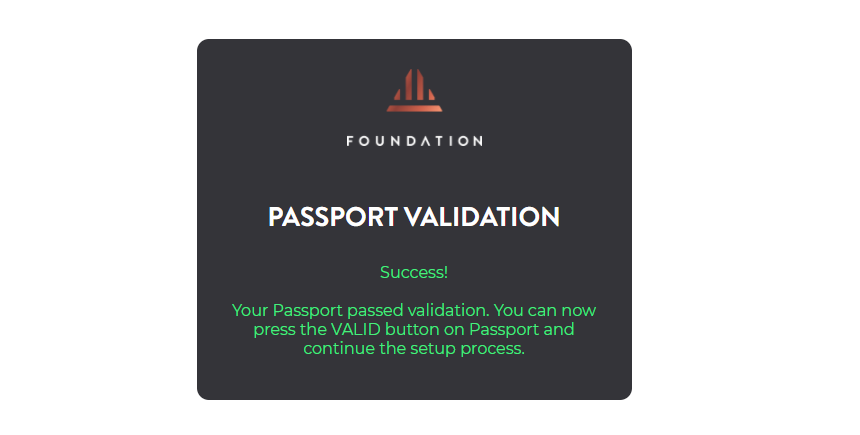 FOUNDATION
PASSPORT VALIDATION
Success!
Your Passport passed validation. You can now
press the VALID button on Passport and
continue the setup process.